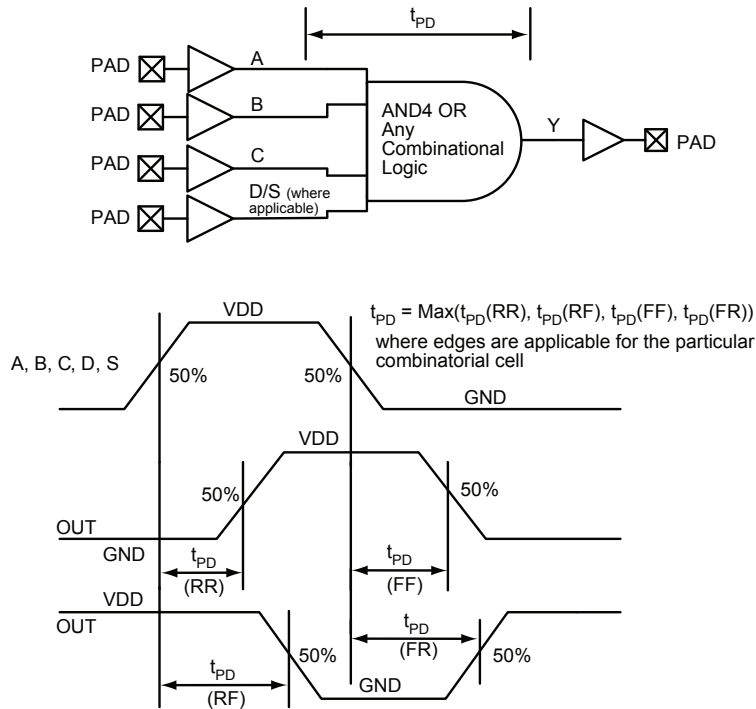 tPD
PAD
A
PAD
B
PAD
C
PAD
D/S (where
applicable)
AND4 OR
Any
Combinational
Logic
Y
PAD
tPD = Max(tPD(RR), tPD(RF), tPD(FF), tPD(FR))
where edges are applicable for the particular
combinatorial cell
VDD
A, B, C, D, S
50%
50%
GND
VDD
50%
50%
OUT
GND
tPD
(RR)
tPD
(FF)
VDD
OUT
tPD
(RF)
50%
tPD
(FR)
50%
GND